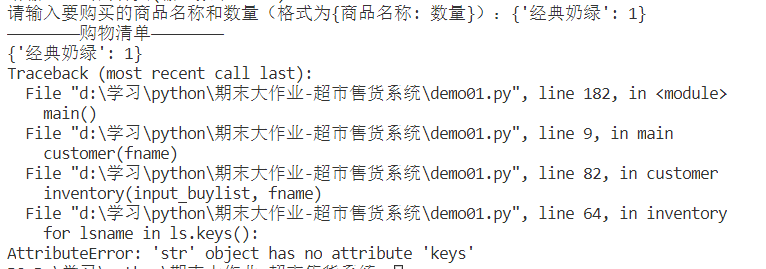 请输入要购买的商品名称和数量（格式为{商品名称: 数量}）: {'经典奶绿': 1}
————购物清单————
{'经典奶绿': 1}
Traceback (most recent call last):
  File "d:\学习\python\期末大作业-超市售货系统\demo01.py", line 182, in <module>
    main()
  File "d:\学习\python\期末大作业-超市售货系统\demo01.py", line 9, in main
    customer(fname)
  File "d:\学习\python\期末大作业-超市售货系统\demo01.py", line 82, in customer
    inventory(input_buylist, fname)
  File "d:\学习\python\期末大作业-超市售货系统\demo01.py", line 64, in inventory
    for lsname in ls.keys():
AttributeError: 'str' object has no attribute 'keys'